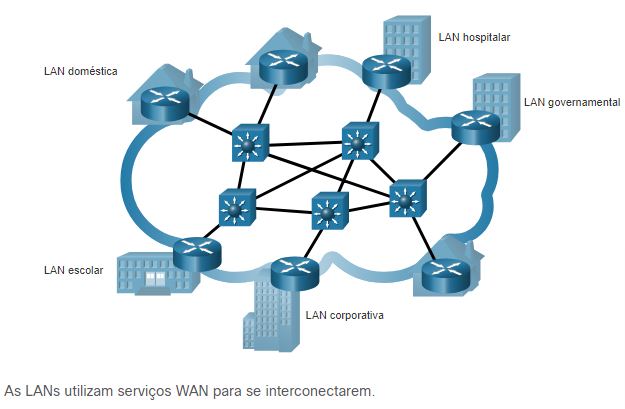 LAN hospitalar
LAN doméstica
LAN governamental
LAN escolar
LAN corporativa
As LANs utilizam serviços WAN para se interconectarem.